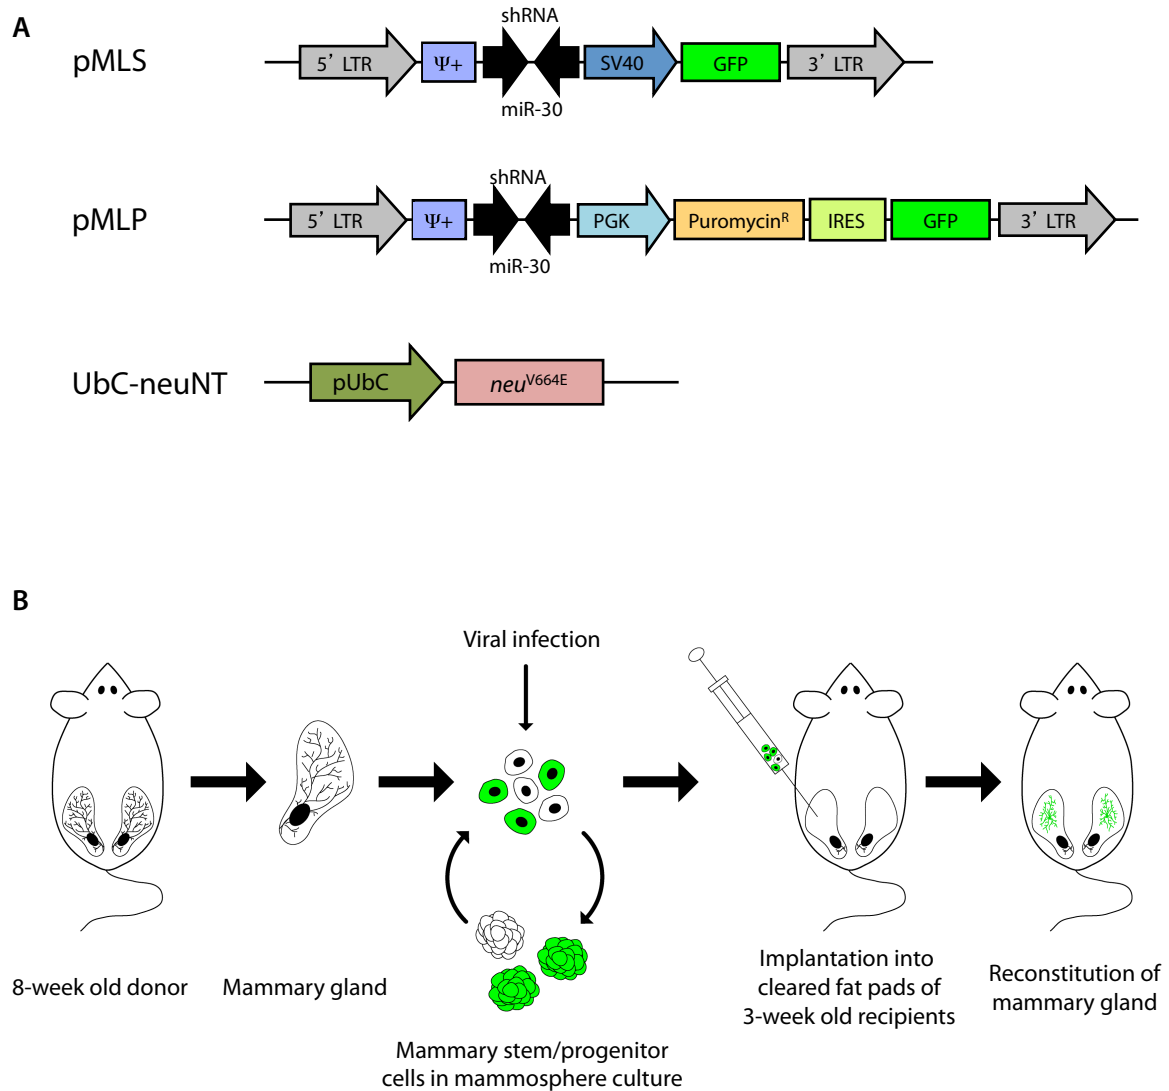 A
shRNA
pMLS
5’ LTR
Ψ+
SV40
GFP
3’ LTR
miR-30
shRNA
pMLP
5’ LTR
Ψ+
PGK
Puromycinᴿ
IRES
GFP
3’ LTR
miR-30
UbC-neuNT
pUbC
neuV664E
B
Viral infection
8-week old donor
Mammary gland
Mammary stem/progenitor
cells in mammosphere culture
Implantation into
cleared fat pads of
3-week old recipients
Reconstitution of
mammary gland